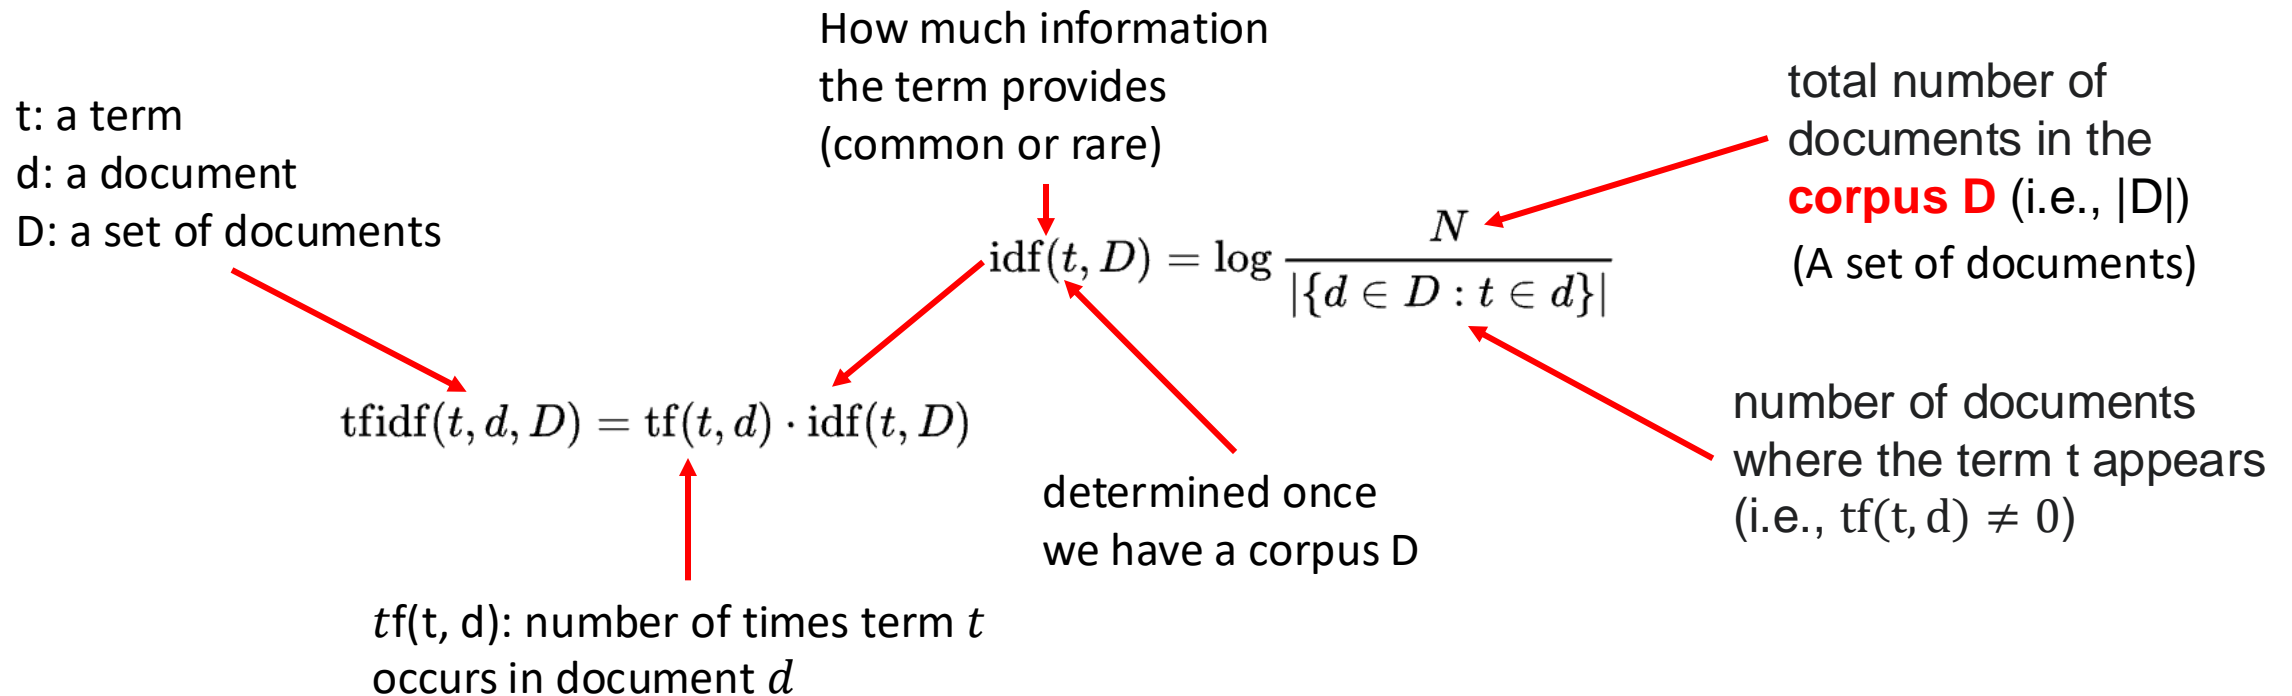 How much information
the term provides
(common or rare)
t: a term
d: a document
D: a set of documents
total number of
documents in the
corpus D (i.e., |D|)
(A set of documents)
idf(t, D) = log N / |{d ∈ D : t ∈ d}|
tfidf(t, d, D) = tf(t, d) · idf(t, D)
number of documents
where the term t appears
(i.e., tf(t, d) ≠ 0)
determined once
we have a corpus D
tf(t, d): number of times term t
occurs in document d